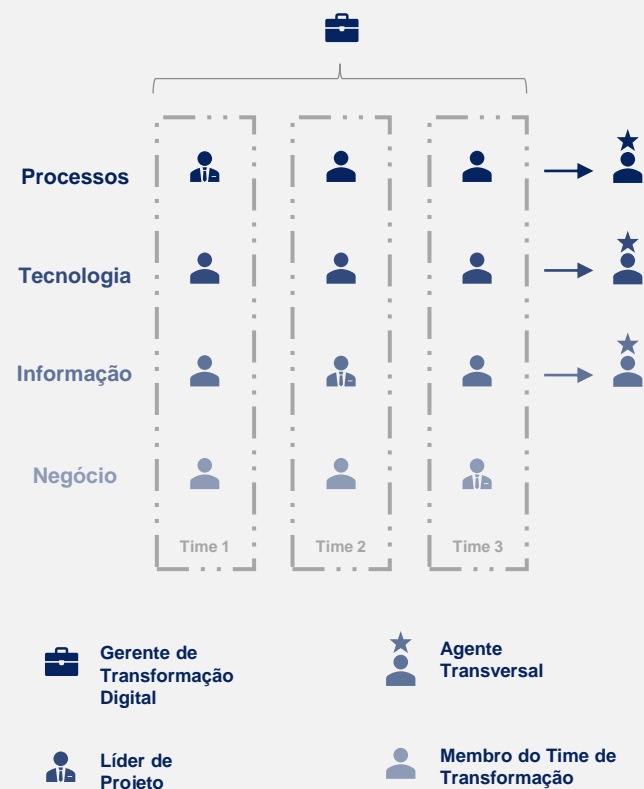 Processos
Tecnologia
Informação
Negócio
Time 1
Time 2
Time 3
Gerente de
Transformação
Digital
Agente
Transversal
Líder de
Projeto
Membro do Time de
Transformação